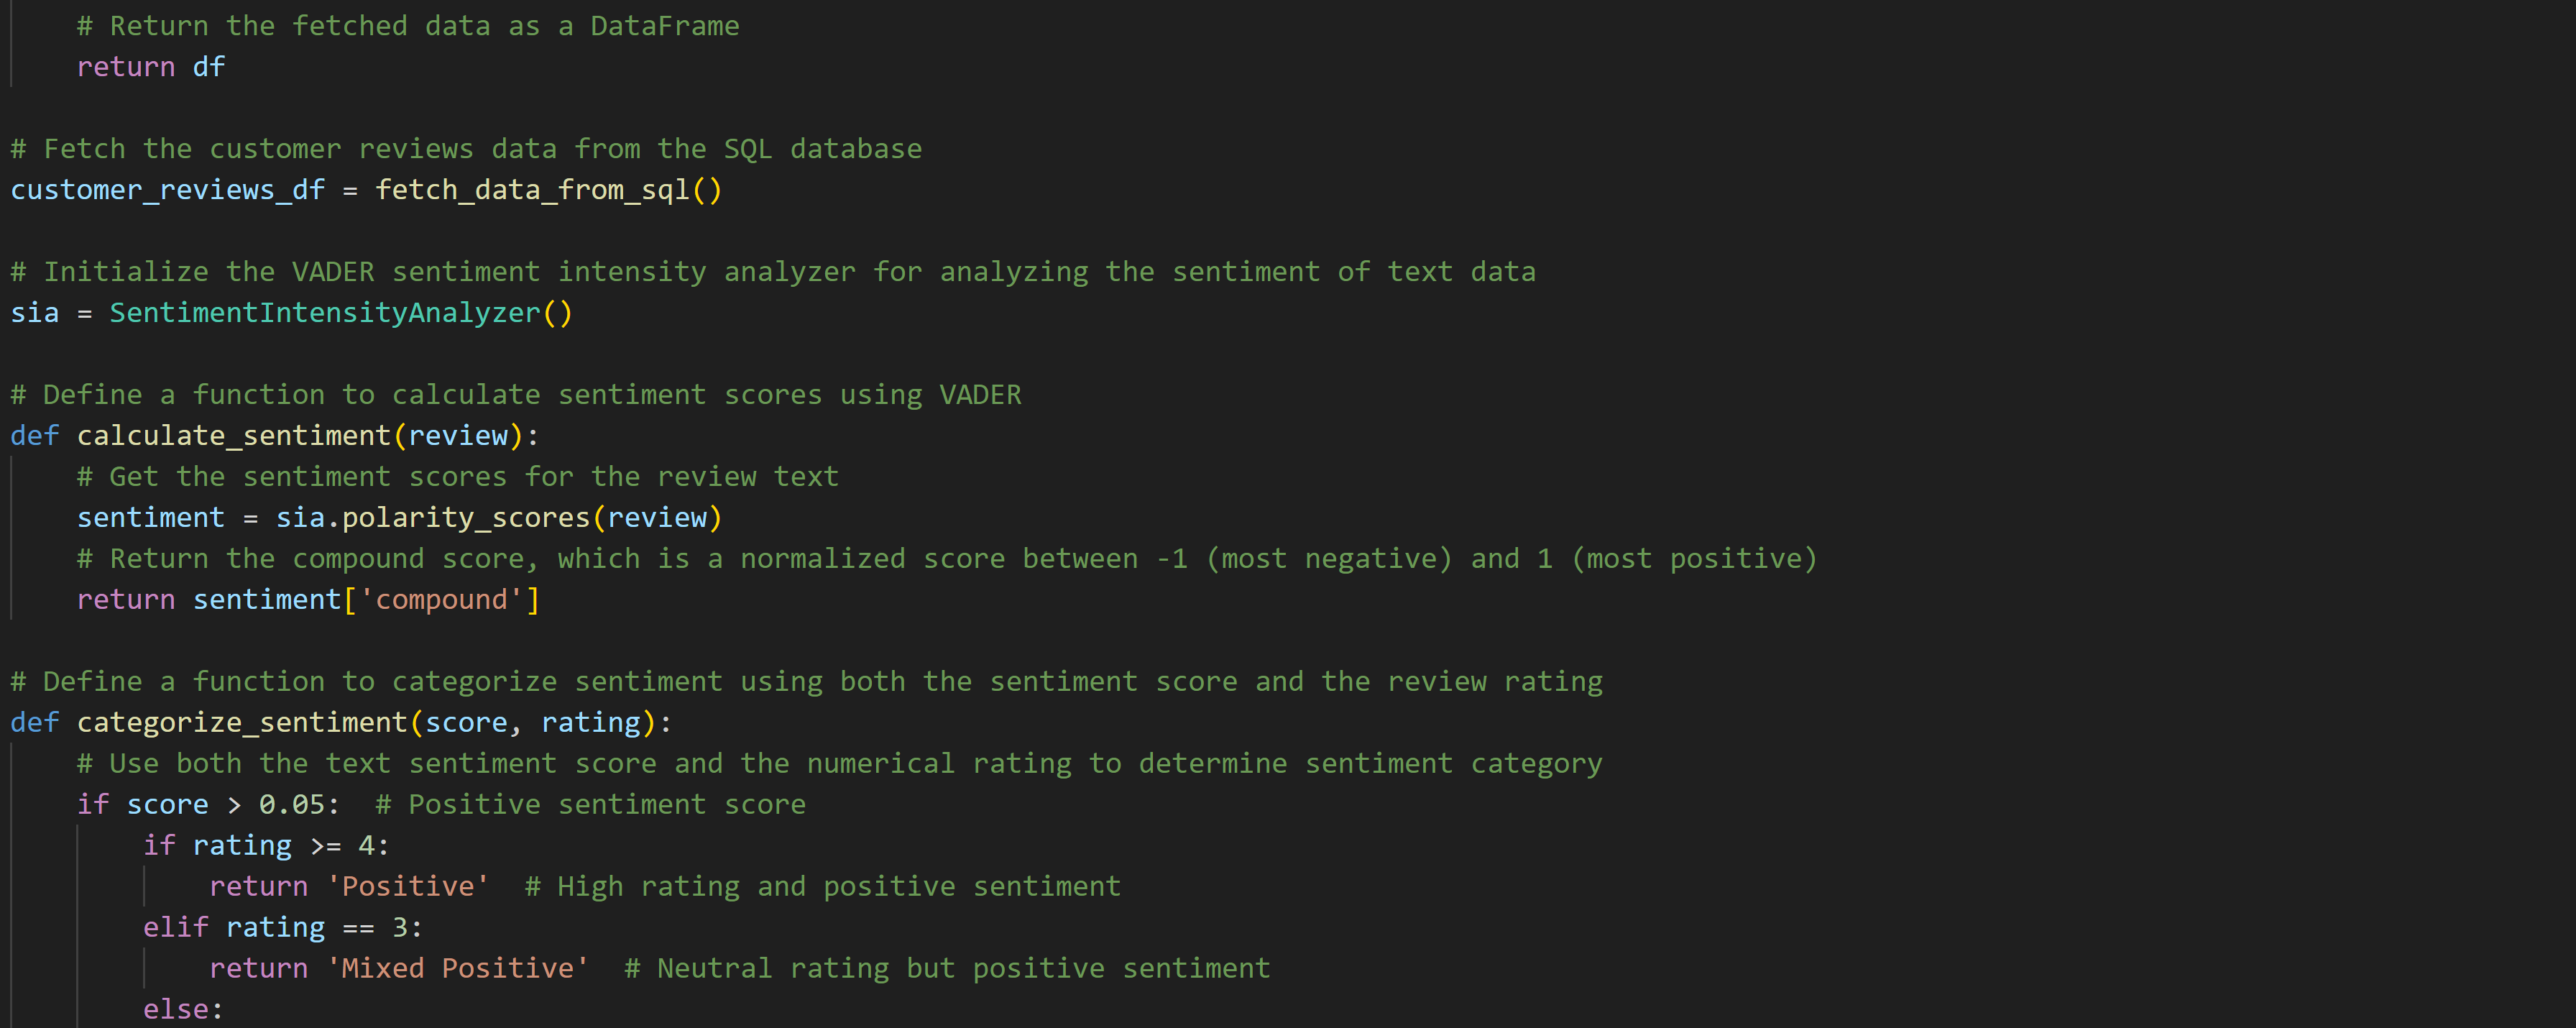 # Return the fetched data as a DataFrame
    return df

# Fetch the customer reviews data from the SQL database
customer_reviews_df = fetch_data_from_sql()

# Initialize the VADER sentiment intensity analyzer for analyzing the sentiment of text data
sia = SentimentIntensityAnalyzer()

# Define a function to calculate sentiment scores using VADER
def calculate_sentiment(review):
    # Get the sentiment scores for the review text
    sentiment = sia.polarity_scores(review)
    # Return the compound score, which is a normalized score between -1 (most negative) and 1 (most positive)
    return sentiment['compound']

# Define a function to categorize sentiment using both the sentiment score and the review rating
def categorize_sentiment(score, rating):
    # Use both the text sentiment score and the numerical rating to determine sentiment category
    if score > 0.05:  # Positive sentiment score
        if rating >= 4:
            return 'Positive'  # High rating and positive sentiment
        elif rating == 3:
            return 'Mixed Positive'  # Neutral rating but positive sentiment
        else: